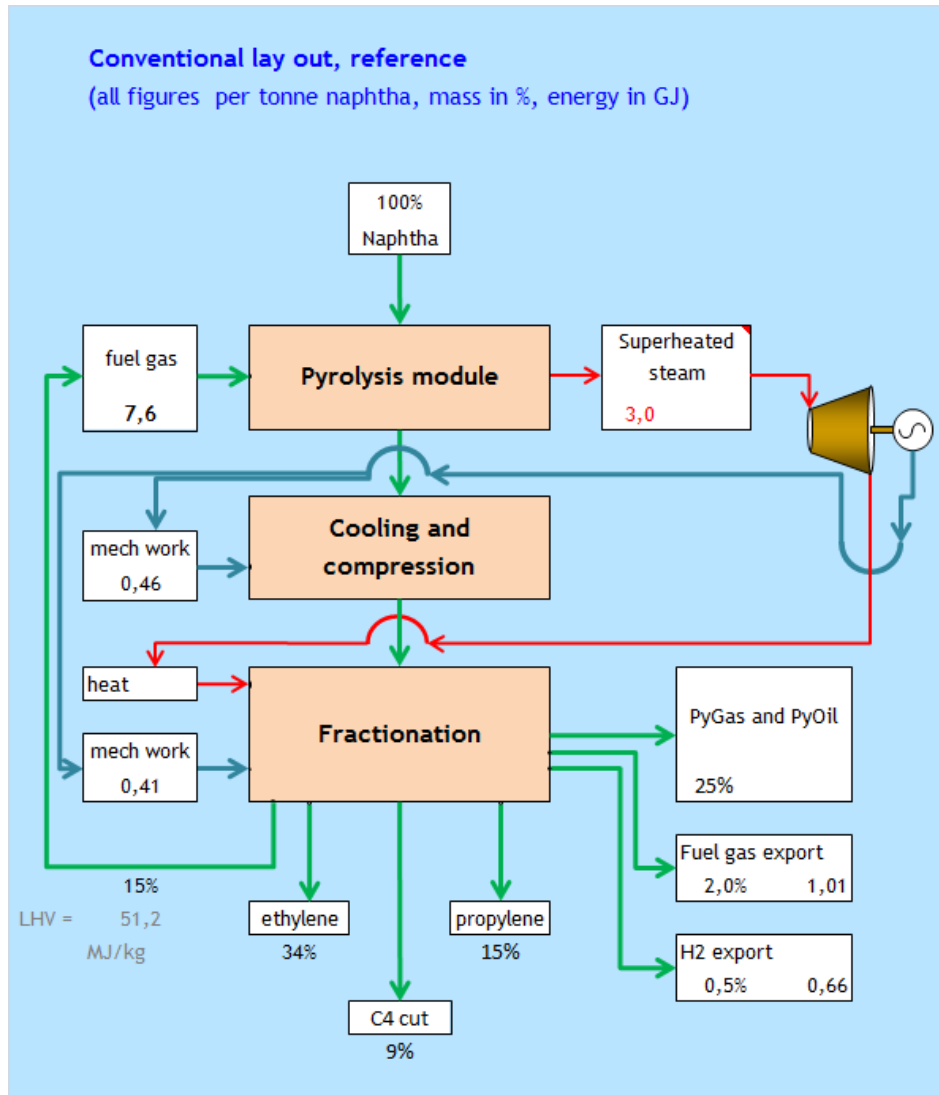 Conventional lay out, reference
(all figures per tonne naphtha, mass in %, energy in GJ)
100%
Naphtha
fuel gas
7,6
Pyrolysis module
Superheated
steam
3,0
mech work
0,46
Cooling and
compression
heat
mech work
0,41
Fractionation
PyGas and PyOil
25%
Fuel gas export
2,0% 1,01
H2 export
0,5% 0,66
15%
LHV = 51,2
MJ/kg
ethylene
34%
propylene
15%
C4 cut
9%